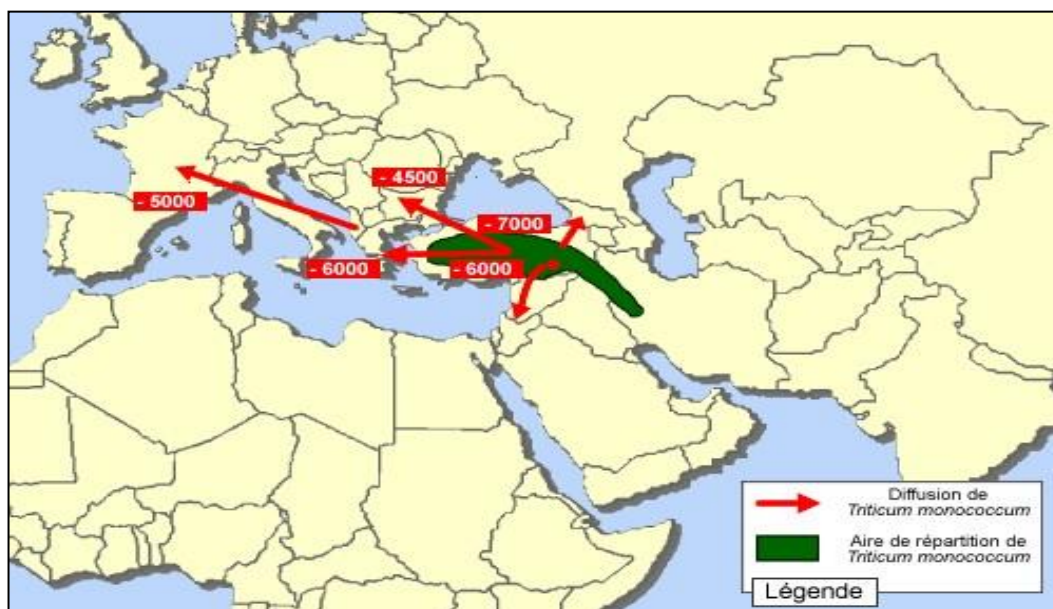 - 4500
- 5000
- 7000
- 6000
- 6000
Diffusion de
Triticum monococcum
Aire de répartition de
Triticum monococcum
Légende